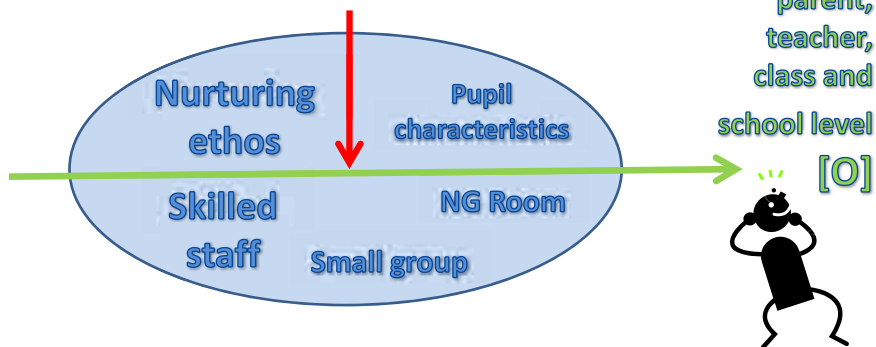 parent,
teacher,
class and
school level
[O]
Nurturing
ethos
Pupil
characteristics
Skilled
staff
NG Room
Small group